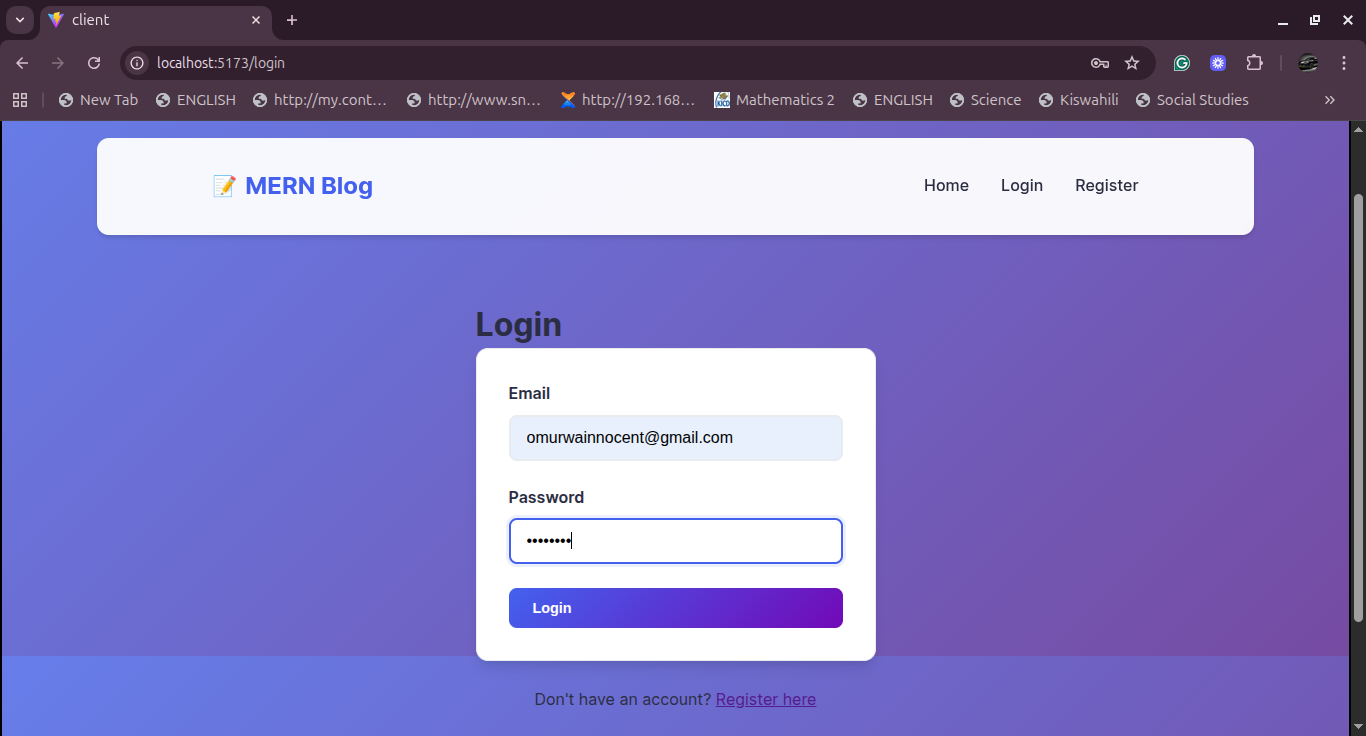 client
localhost:5173/login
New Tab ENGLISH http://my.cont... http://www.sn... http://192.168... Mathematics 2 ENGLISH Science Kiswahili Social Studies
📝 MERN Blog Home Login Register
Login
Email
omurwainnocent@gmail.com
Password
••••••••
Login
Don't have an account? Register here